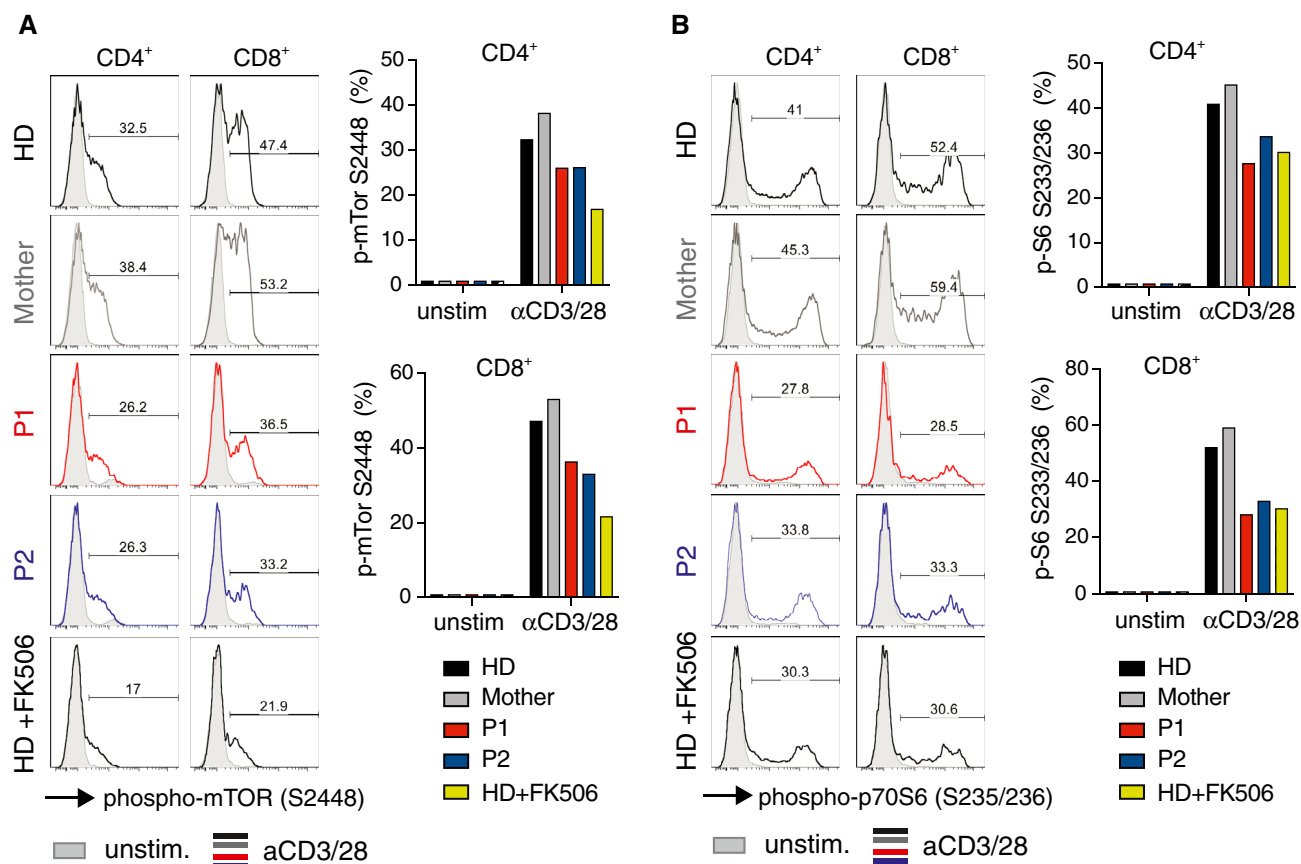 A
CD4+ CD8+
HD
32.5
47.4
Mother
38.4
53.2
P1
26.2
36.5
P2
26.3
33.2
HD +FK506
17
21.9
phospho-mTOR (S2448)
unstim. aCD3/28
CD4+
p-mTor S2448 (%)
50
40
30
20
10
0
unstim αCD3/28
CD8+
p-mTor S2448 (%)
60
40
20
0
unstim αCD3/28
HD
Mother
P1
P2
HD+FK506
B
CD4+ CD8+
HD
41
52.4
Mother
45.3
59.4
P1
27.8
28.5
P2
33.8
33.3
HD +FK506
30.3
30.6
phospho-p70S6 (S235/236)
unstim. aCD3/28
CD4+
p-S6 S233/236 (%)
50
40
30
20
10
0
unstim αCD3/28
CD8+
p-S6 S233/236 (%)
80
60
40
20
0
unstim αCD3/28
HD
Mother
P1
P2
HD+FK506